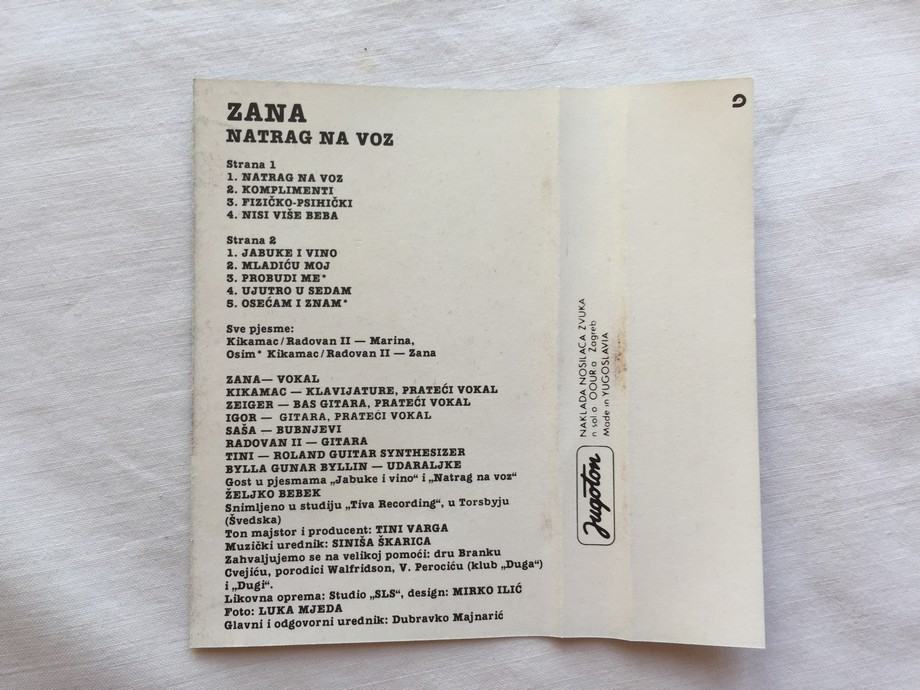 ZANA
NATRAG NA VOZ
Strana 1
1. NATRAG NA VOZ
2. KOMPLIMENTI
3. FIZIČKO-PSIHIČKI
4. NISI VIŠE BEBA
Strana 2
1. JABUKE I VINO
2. MLADIĆU MOJ
3. PROBUDI ME*
4. UJUTRO U SEDAM
5. OSEĆAM I ZNAM*
Sve pjesme:
Kikamac/Radovan II — Marina,
Osim* Kikamac/Radovan II — Zana
ZANA— VOKAL
KIKAMAC — KLAVIJATURE, PRATEĆI VOKAL
ZEIGER — BAS GITARA, PRATEĆI VOKAL
IGOR — GITARA, PRATEĆI VOKAL
SAŠA — BUBNJEVI
RADOVAN II — GITARA
TINI — ROLAND GUITAR SYNTHESIZER
BYLLA GUNAR BYLLIN — UDARALJKE
Gost u pjesmama „Jabuke i vino“ i „Natrag na voz“
ŽELJKO BEBEK
Snimljeno u studiju „Tiva Recording“, u Torsbyju
(Švedska)
Ton majstor i producent: TINI VARGA
Muzički urednik: SINIŠA ŠKARICA
Zahvaljujemo se na velikoj pomoći: dru Branku
Cvejiću, porodici Walfridson, V. Perociću (klub „Duga“)
i „Dugi“.
Likovna oprema: Studio „SLS“, design: MIRKO ILIĆ
Foto: LUKA MJEDA
Glavni i odgovorni urednik: Dubravko Majnarić
Jugoton
NAKLADA NOSILACA ZVUKA
n sol o OOUR a Zagreb
Made in YUGOSLAVIA